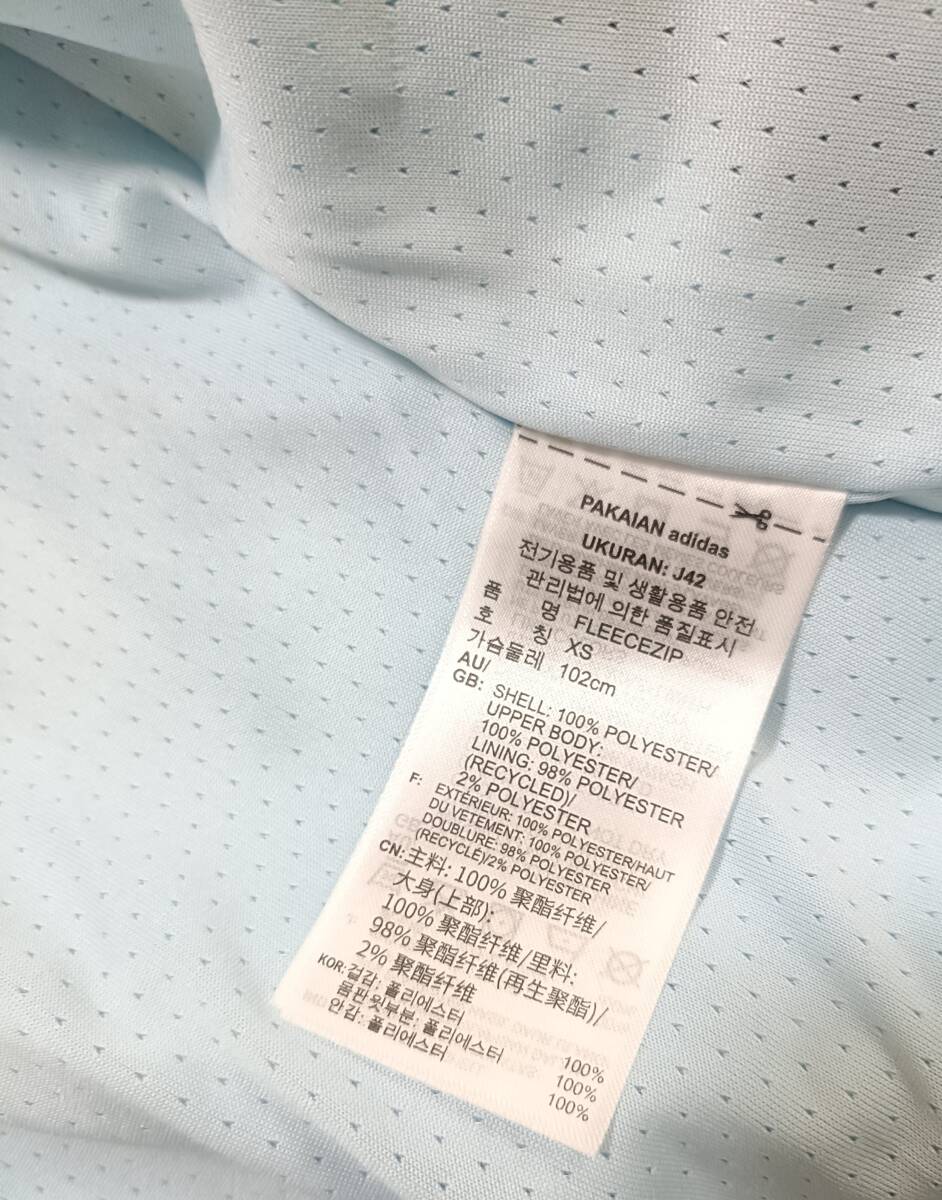 PAKAIAN adidas
UKURAN: J42
전기용품 및 생활용품 안전
관리법에 의한 품질표시
품 명 FLEECEZIP
호 칭 XS
가슴둘레 102cm
AU/
GB: SHELL: 100% POLYESTER/
UPPER BODY:
100% POLYESTER/
LINING: 98% POLYESTER
(RECYCLED)/
2% POLYESTER
F: EXTÉRIEUR: 100% POLYESTER/HAUT
DU VETEMENT: 100% POLYESTER/
DOUBLURE: 98% POLYESTER
(RECYCLÉ)/2% POLYESTER
CN: 主料: 100% 聚酯纤维/
大身(上部):
100% 聚酯纤维/里料:
98% 聚酯纤维(再生聚酯)/
2% 聚酯纤维
KOR: 겉감: 폴리에스터 100%
몸판 윗부분: 폴리에스터 100%
안감: 폴리에스터 100%